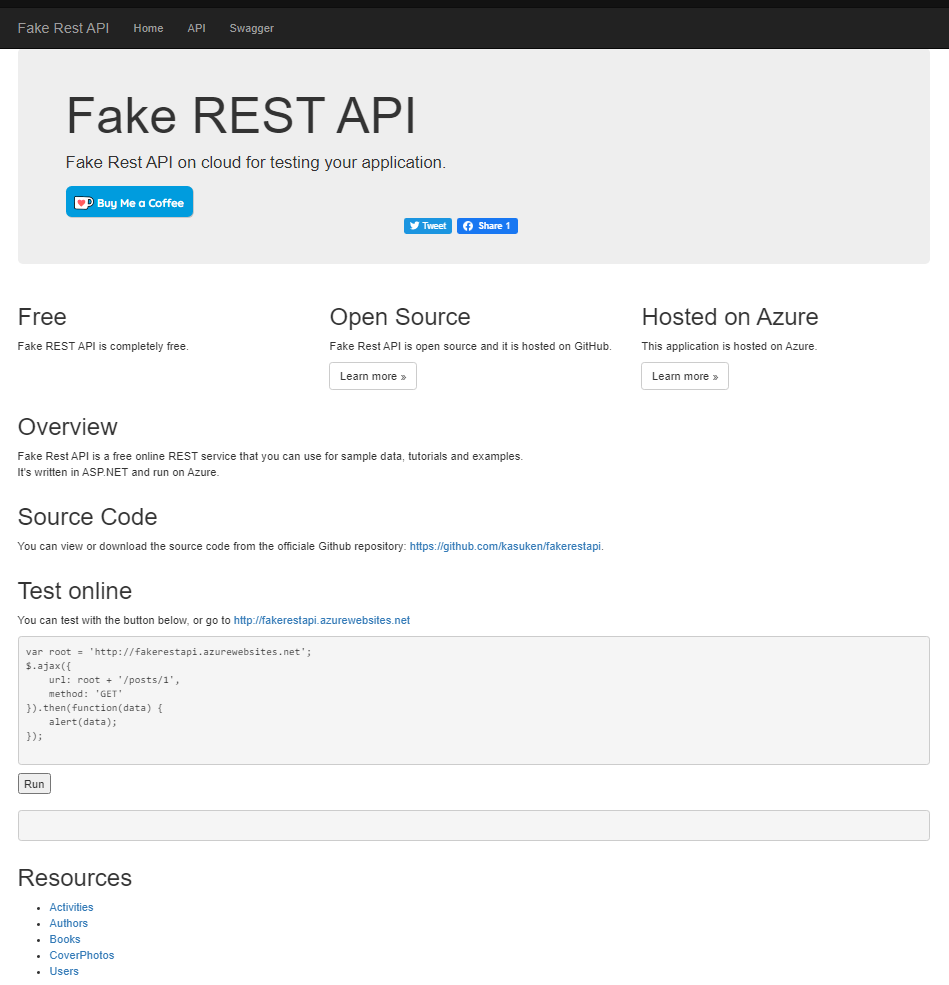 Fake Rest API Home API Swagger
Fake REST API
Fake Rest API on cloud for testing your application.
Buy Me a Coffee
Tweet Share 1
Free
Fake REST API is completely free.
Open Source
Fake Rest API is open source and it is hosted on GitHub.
Learn more »
Hosted on Azure
This application is hosted on Azure.
Learn more »
Overview
Fake Rest API is a free online REST service that you can use for sample data, tutorials and examples.
It's written in ASP.NET and run on Azure.
Source Code
You can view or download the source code from the officiale Github repository: https://github.com/kasuken/fakerestapi.
Test online
You can test with the button below, or go to http://fakerestapi.azurewebsites.net
var root = 'http://fakerestapi.azurewebsites.net';
$.ajax({
    url: root + '/posts/1',
    method: 'GET'
}).then(function(data) {
    alert(data);
});
Run
Resources
• Activities
• Authors
• Books
• CoverPhotos
• Users